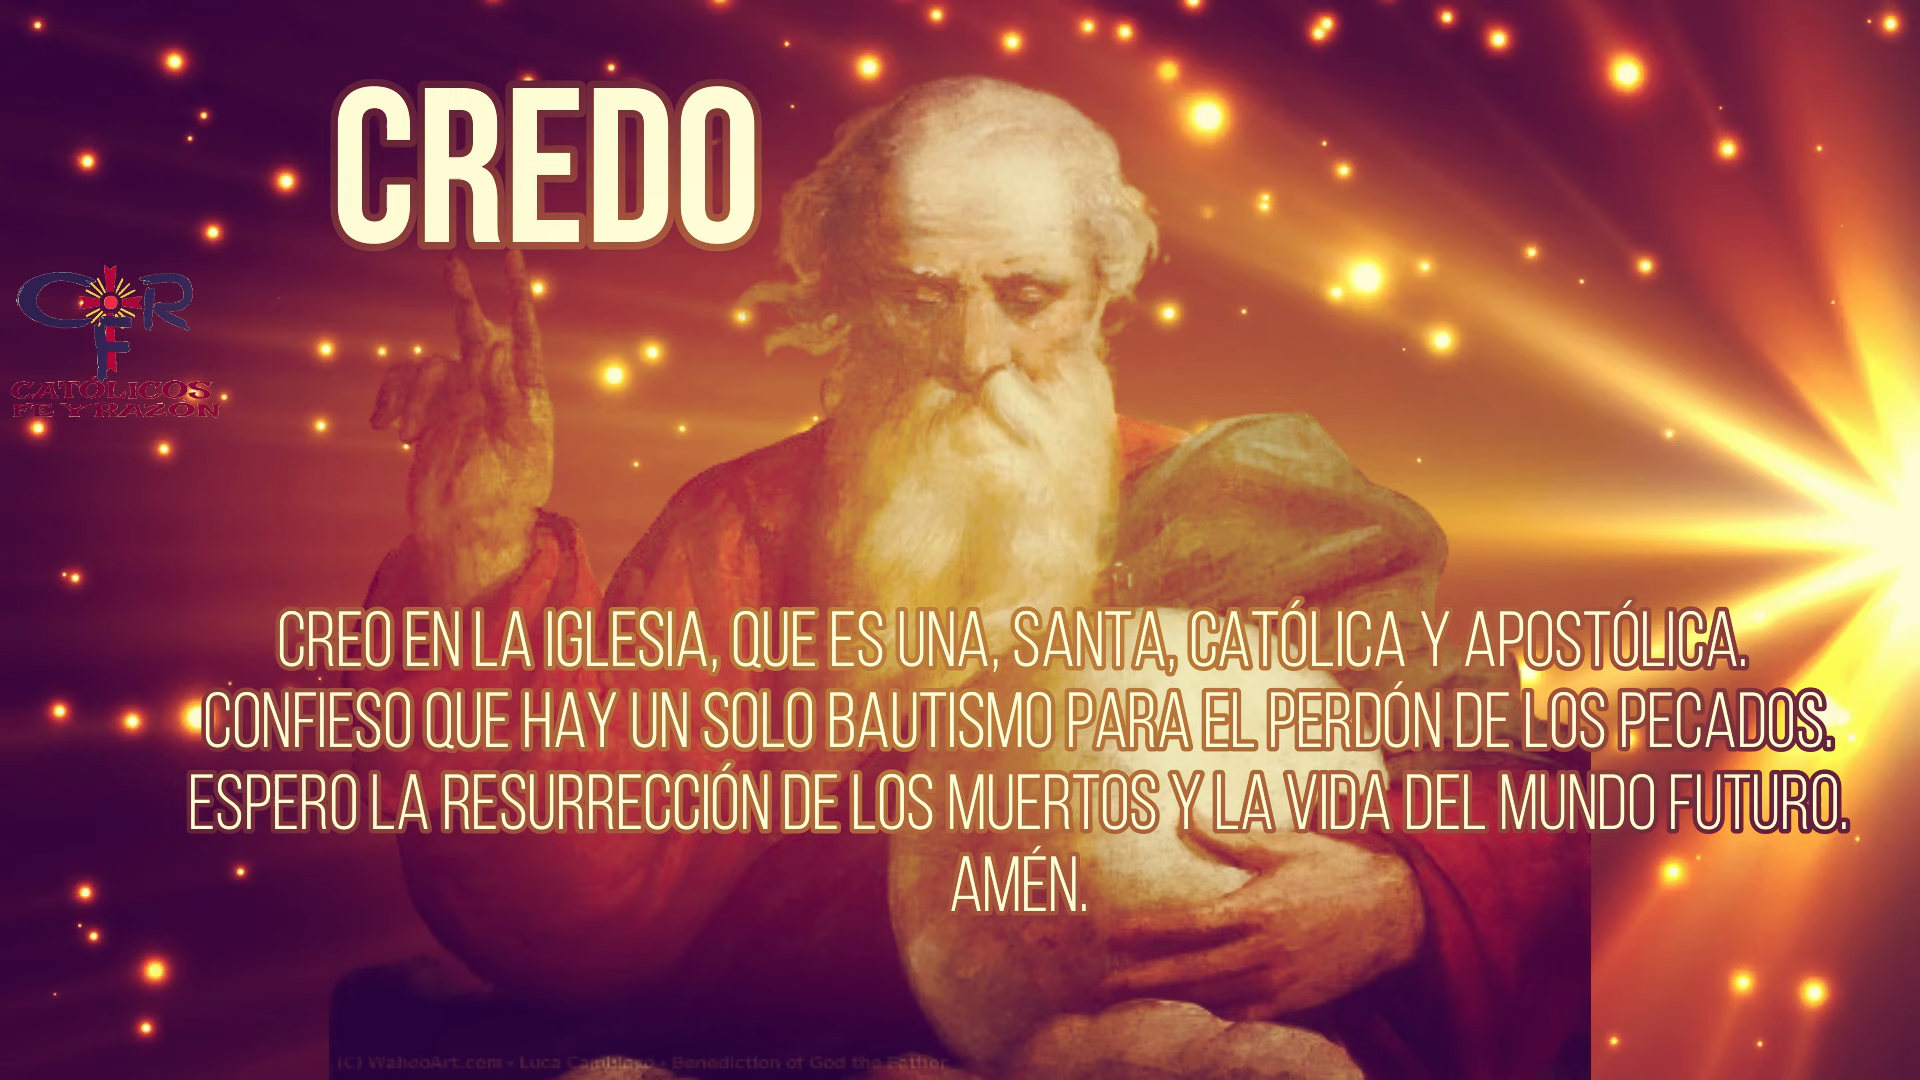 CREDO
CFR
CATÓLICOS
FE Y RAZÓN
CREO EN LA IGLESIA, QUE ES UNA, SANTA, CATÓLICA Y APOSTÓLICA.
CONFIESO QUE HAY UN SOLO BAUTISMO PARA EL PERDÓN DE LOS PECADOS.
ESPERO LA RESURRECCIÓN DE LOS MUERTOS Y LA VIDA DEL MUNDO FUTURO.
AMÉN.
(C) WahooArt.com - Luca Cambiaso - Benediction of God the Father